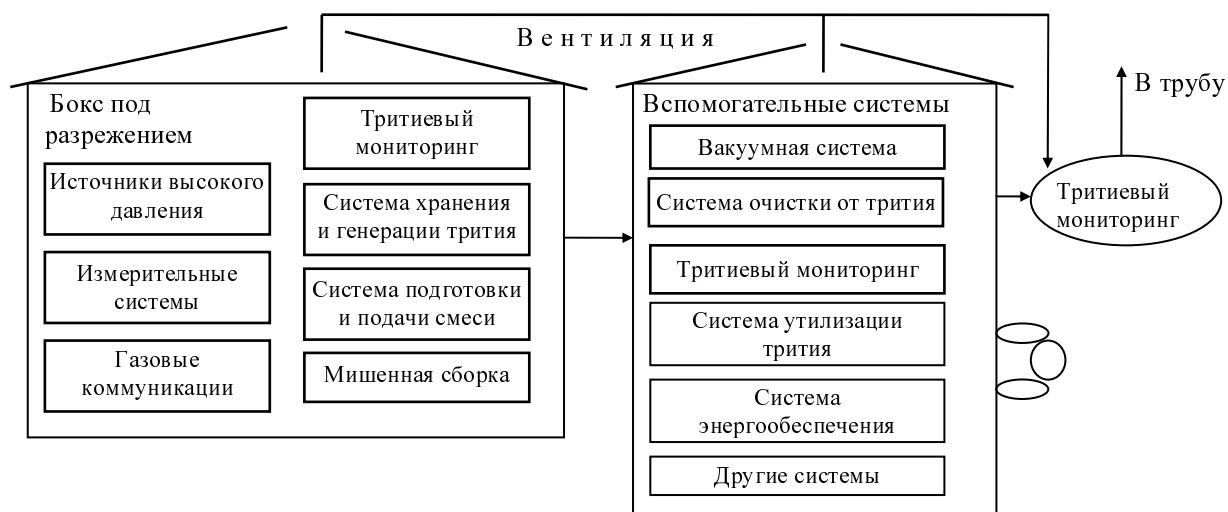 Вентиляция
Бокс под
разрежением
Источники высокого
давления
Измерительные
системы
Газовые
коммуникации
Тритиевый
мониторинг
Система хранения
и генерации трития
Система подготовки
и подачи смеси
Мишенная сборка
Вспомогательные системы
Вакуумная система
Система очистки от трития
Тритиевый мониторинг
Система утилизации
трития
Система
энергообеспечения
Другие системы
В трубу
Тритиевый
мониторинг